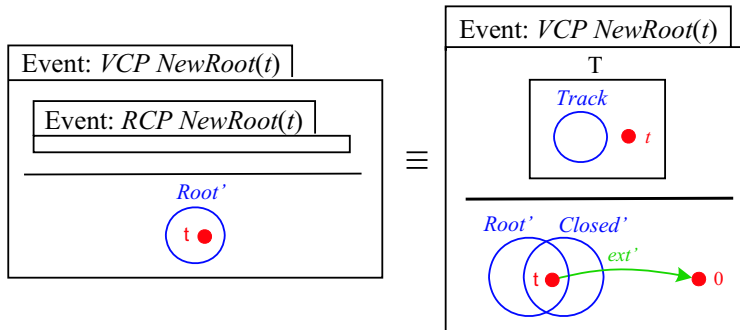 Event: VCP NewRoot(t)
Event: RCP NewRoot(t)
Root’
t
≡
Event: VCP NewRoot(t)
T
Track
t
Root’ Closed’
t ext’ 0